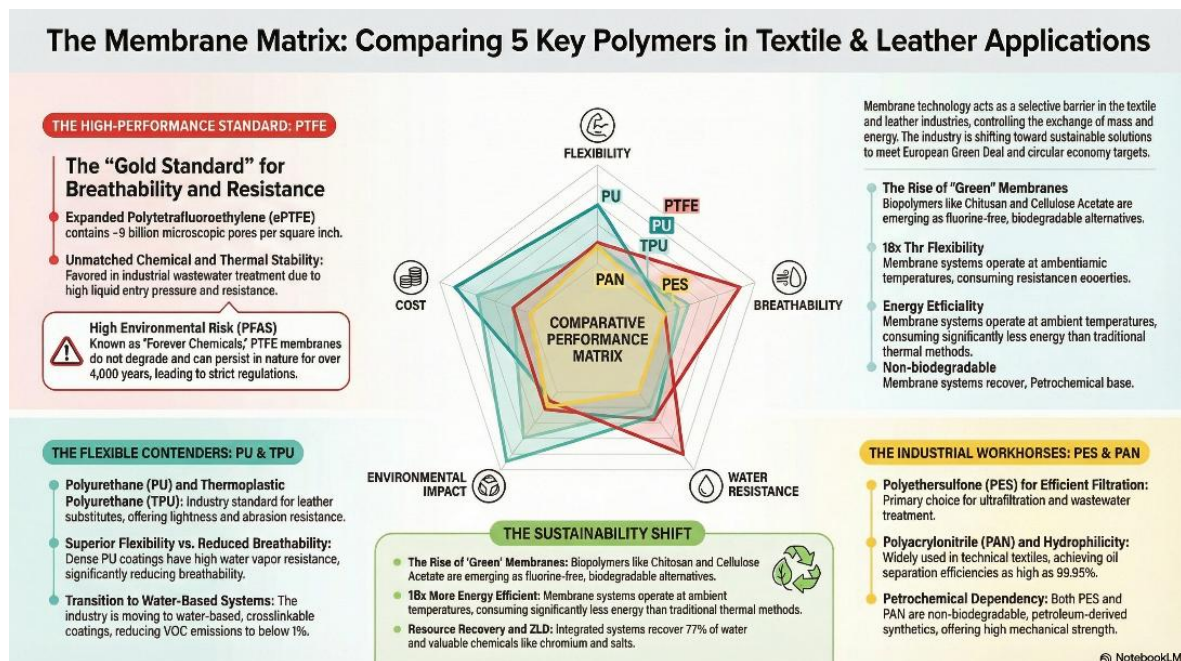 The Membrane Matrix: Comparing 5 Key Polymers in Textile & Leather Applications
THE HIGH-PERFORMANCE STANDARD: PTFE
The “Gold Standard” for
Breathability and Resistance
Expanded Polytetrafluoroethylene (ePTFE)
contains ~9 billion microscopic pores per square inch.
Unmatched Chemical and Thermal Stability:
Favored in industrial wastewater treatment due to
high liquid entry pressure and resistance.
High Environmental Risk (PFAS)
Known as "Forever Chemicals," PTFE membranes
do not degrade and can persist in nature for over
4,000 years, leading to strict regulations.
FLEXIBILITY
PU
PTFE
PU
TPU
PAN
PES
COST
BREATHABILITY
COMPARATIVE
PERFORMANCE
MATRIX
ENVIRONMENTAL
IMPACT
WATER
RESISTANCE
Membrane technology acts as a selective barrier in the textile
and leather industries, controlling the exchange of mass and
energy. The industry is shifting toward sustainable solutions
to meet European Green Deal and circular economy targets.
The Rise of "Green" Membranes
Biopolymers like Chitusan and Cellulose Acetate are
emerging as fluorine-free, biodegradable alternatives.
18x Thr Flexibility
Membrane systems operate at ambentiamic
temperatures, consuming resistancen eooerties.
Energy Etficiality
Membrane systems operate at ambient temperatures,
consuming significantly less energy than traditional
thermal methods.
Non-biodegradable
Membrane systems recover, Petrochemical base.
THE FLEXIBLE CONTENDERS: PU & TPU
Polyurethane (PU) and Thermoplastic
Polyurethane (TPU): Industry standard for leather
substitutes, offering lightness and abrasion resistance.
Superior Flexibility vs. Reduced Breathability:
Dense PU coatings have high water vapor resistance,
significantly reducing breathability.
Transition to Water-Based Systems: The
industry is moving to water-based, crosslinkable
coatings, reducing VOC emissions to below 1%.
THE SUSTAINABILITY SHIFT
The Rise of 'Green' Membranes: Biopolymers like Chitosan and Cellulose
Acetate are emerging as fluorine-free, biodegradable alternatives.
18x More Energy Efficient: Membrane systems operate at ambient
temperatures, consuming significantly less energy than traditional thermal methods.
Resource Recovery and ZLD: Integrated systems recover 77% of water
and valuable chemicals like chromium and salts.
THE INDUSTRIAL WORKHORSES: PES & PAN
Polyethersulfone (PES) for Efficient Filtration:
Primary choice for ultrafiltration and wastewater
treatment.
Polyacrylonitrile (PAN) and Hydrophilicity:
Widely used in technical textiles, achieving oil
separation efficiencies as high as 99.95%.
Petrochemical Dependency: Both PES and
PAN are non-biodegradable, petroleum-derived
synthetics, offering high mechanical strength.
NotebookLM